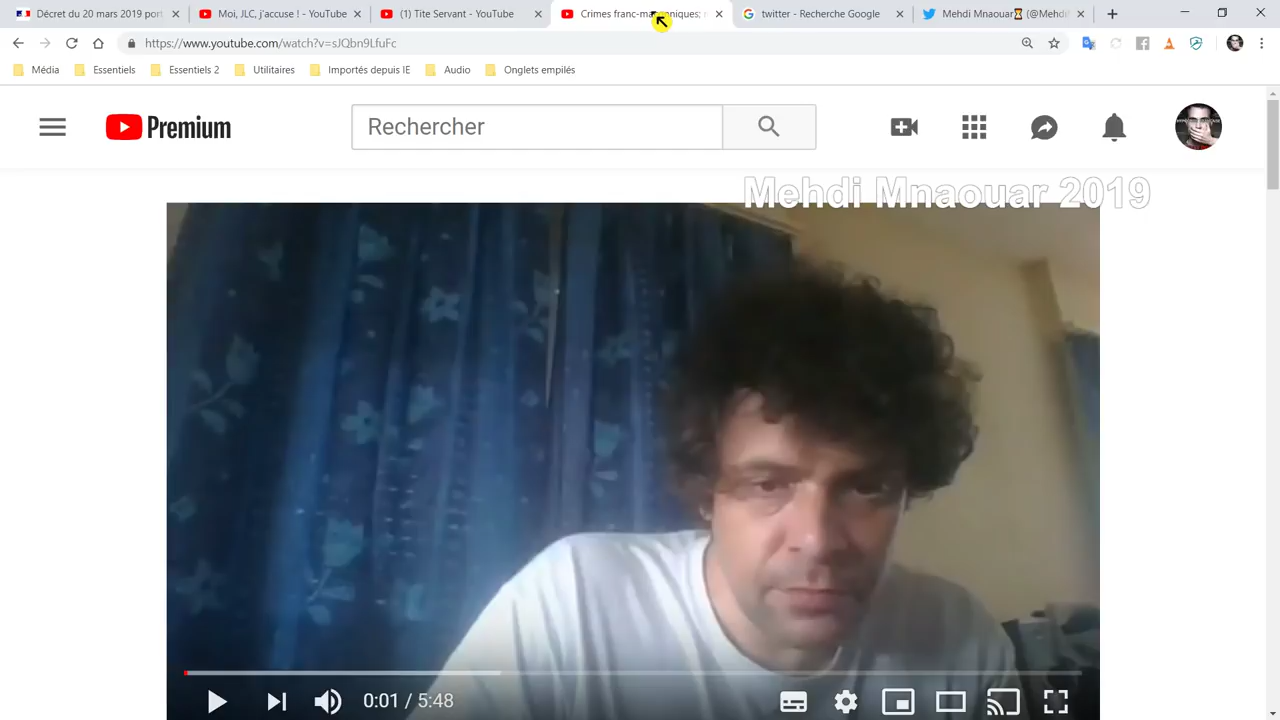 Décret du 20 mars 2019 port
Moi, JLC, j'accuse ! - YouTube
(1) Tite Servant - YouTube
Crimes franc-ma
twitter - Recherche Google
Mehdi Mnaouar⌛ (@Mehdi
https://www.youtube.com/watch?v=sJQbn9LfuFc
Média
Essentiels
Essentiels 2
Utilitaires
Importés depuis IE
Audio
Onglets empilés
Premium
Rechercher
Mehdi Mnaouar 2019
0:01 / 5:48